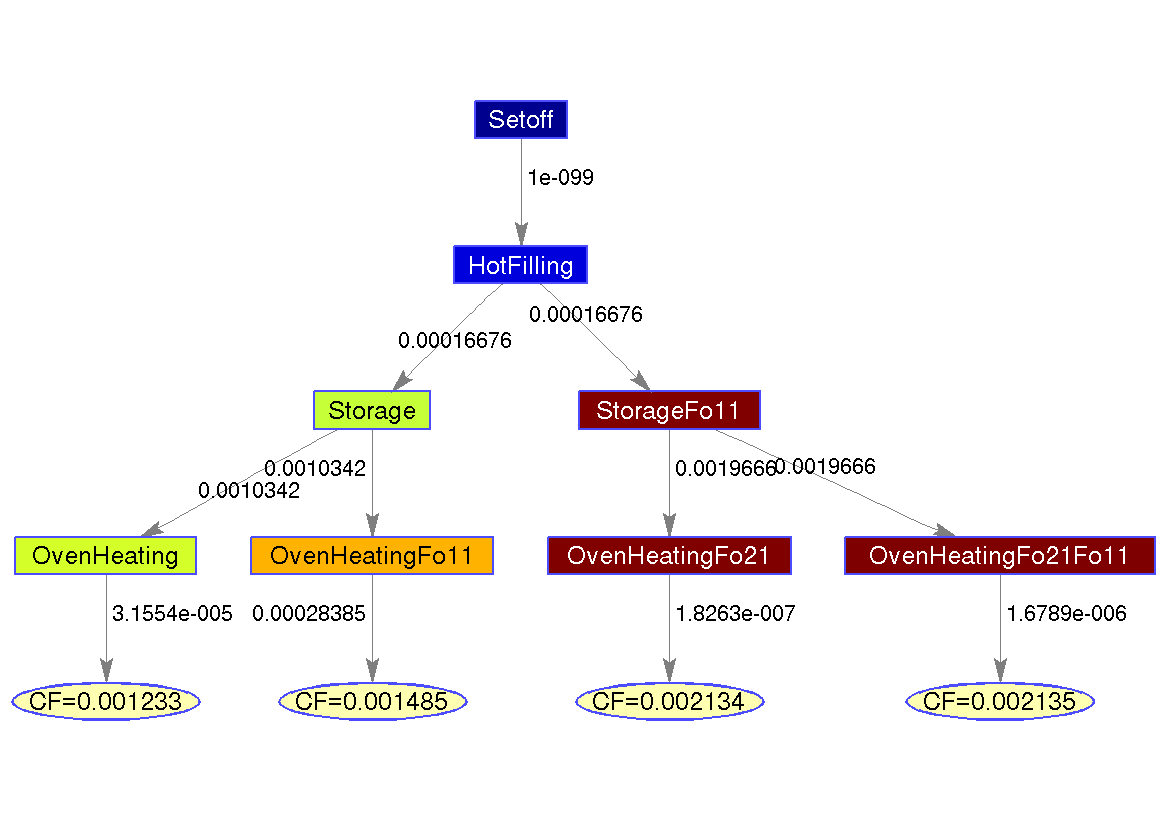 Setoff
1e-099
HotFilling
0.00016676
0.00016676
Storage
StorageFo11
0.0010342
0.0010342
0.0019666
0.0019666
OvenHeating
OvenHeatingFo11
OvenHeatingFo21
OvenHeatingFo21Fo11
3.1554e-005
0.00028385
1.8263e-007
1.6789e-006
CF=0.001233
CF=0.001485
CF=0.002134
CF=0.002135